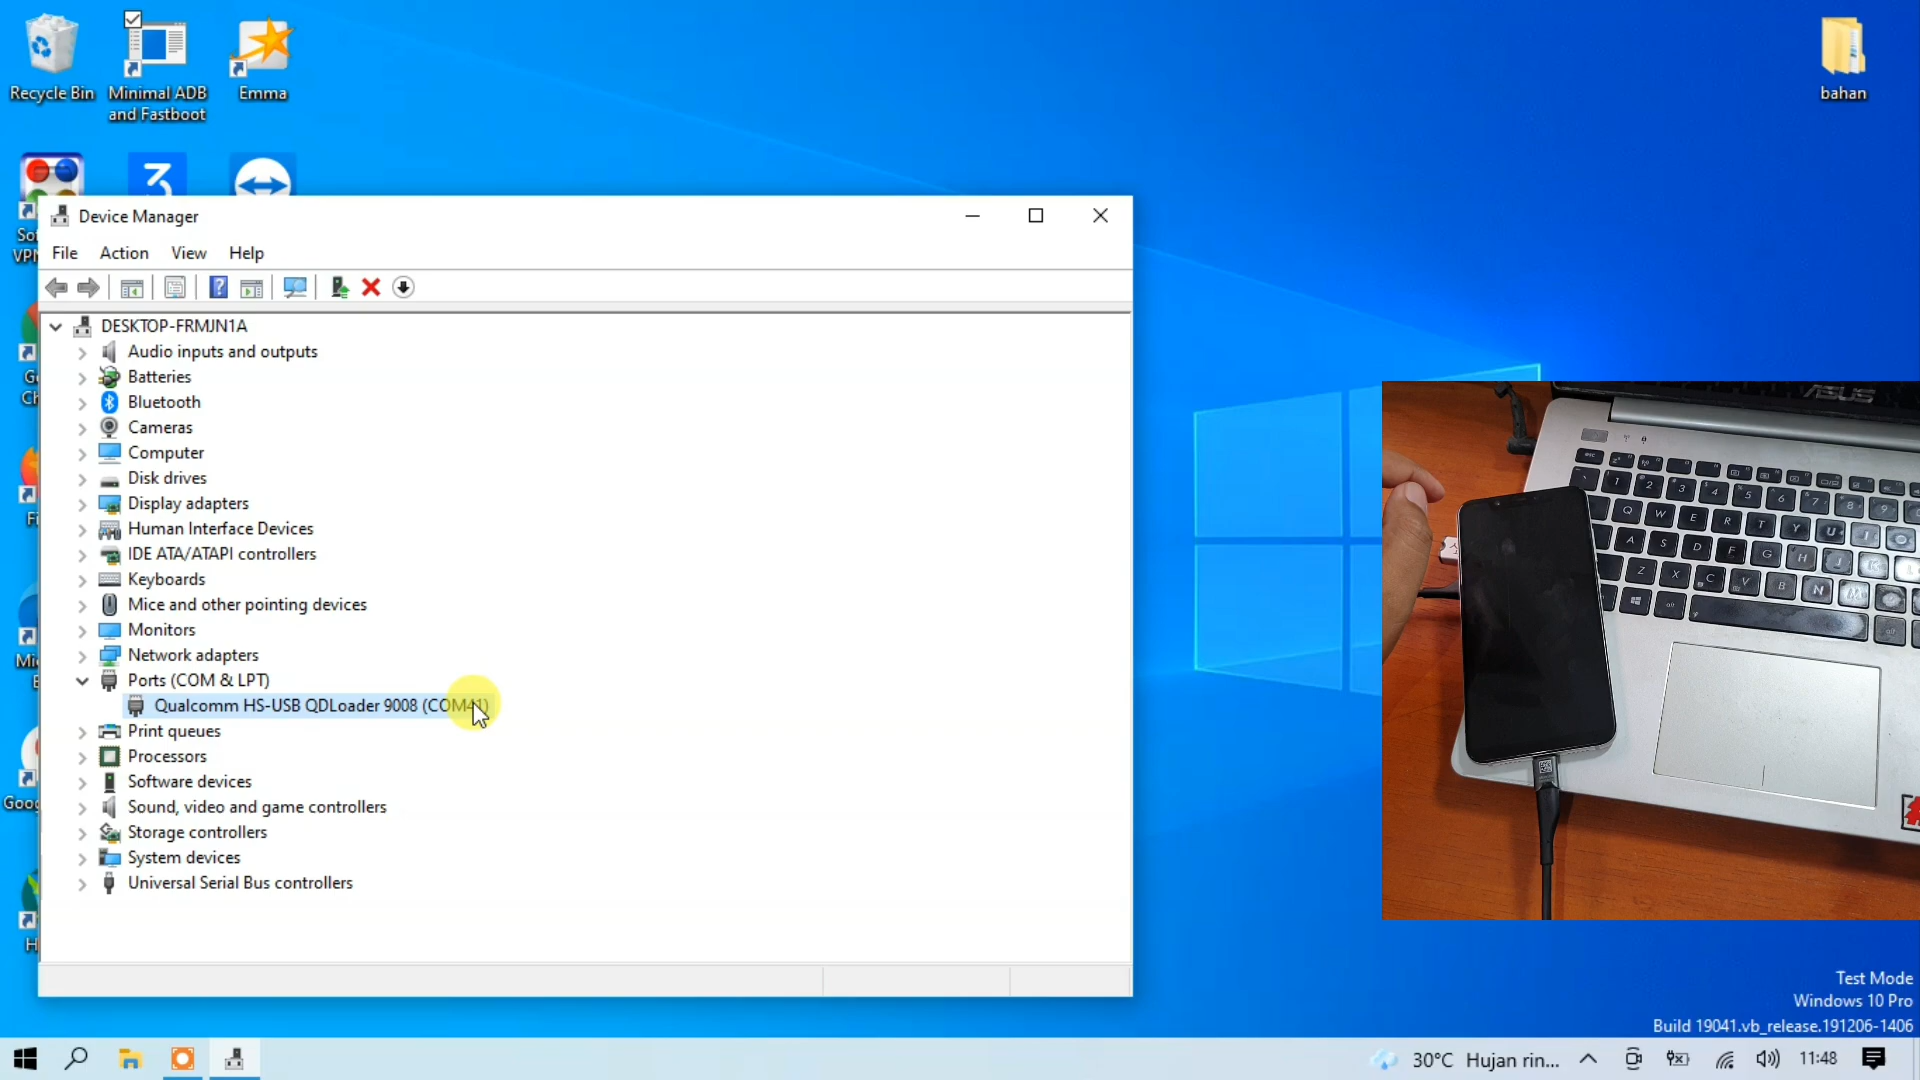 Recycle Bin
Minimal ADB
and Fastboot
Emma
bahan
Device Manager
File Action View Help
DESKTOP-FRMJN1A
Audio inputs and outputs
Batteries
Bluetooth
Cameras
Computer
Disk drives
Display adapters
Human Interface Devices
IDE ATA/ATAPI controllers
Keyboards
Mice and other pointing devices
Monitors
Network adapters
Ports (COM & LPT)
Qualcomm HS-USB QDLoader 9008 (COM41)
Print queues
Processors
Software devices
Sound, video and game controllers
Storage controllers
System devices
Universal Serial Bus controllers
ASUS
Test Mode
Windows 10 Pro
Build 19041.vb_release.191206-1406
30°C Hujan rin...
11:48